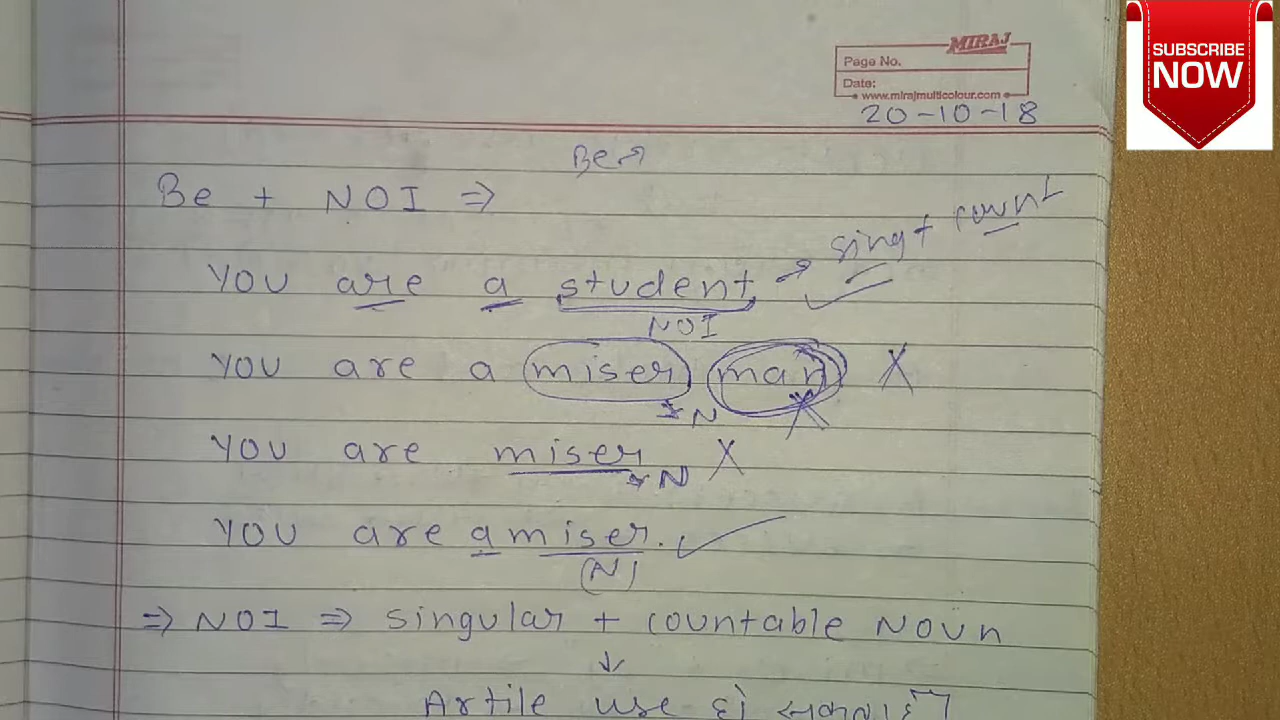 MIRAJ
Page No.
Date:
www.mirajmulticolour.com
SUBSCRIBE
NOW
20-10-18
Be→
Be + NOI ⇒
You are a student → sing + count ✓
NOI
You are a miser man X
* N X
You are miser X
* N
You are a miser. ✓
(N)
⇒ NOI ⇒ singular + countable Noun
↓
Artile use